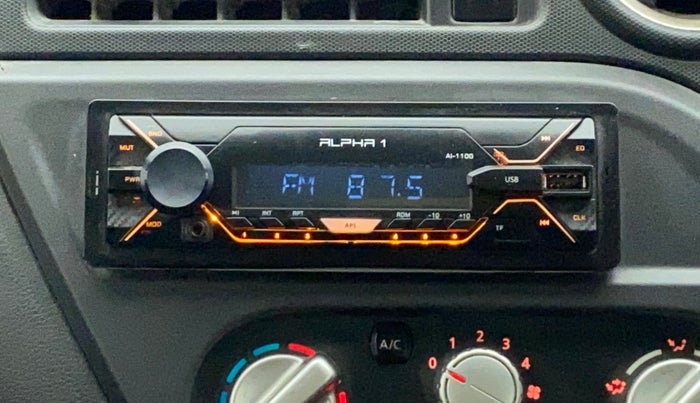 BND
ALPHA 1
MUT
EQ
AI-1100
PWR
FM 87.5
USB
INT RPT RDM -10 +10
CLK
MOD
APS
TP
A/C
0 1 2 3 4